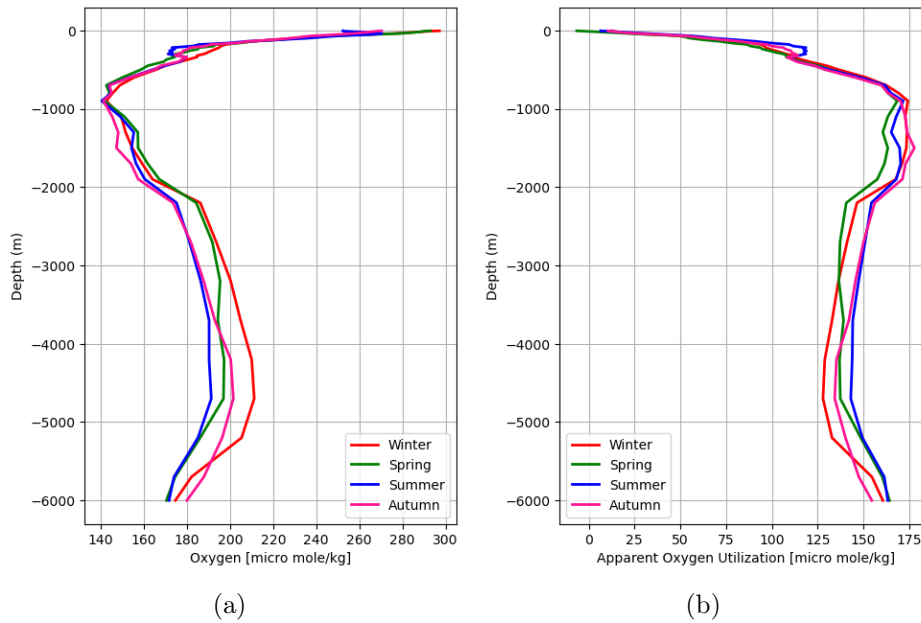 0
−1000
−2000
−3000
−4000
−5000
−6000
Depth (m)
140 160 180 200 220 240 260 280 300
Oxygen [micro mole/kg]
Winter
Spring
Summer
Autumn
(a)
0
−1000
−2000
−3000
−4000
−5000
−6000
Depth (m)
0 25 50 75 100 125 150 175
Apparent Oxygen Utilization [micro mole/kg]
Winter
Spring
Summer
Autumn
(b)